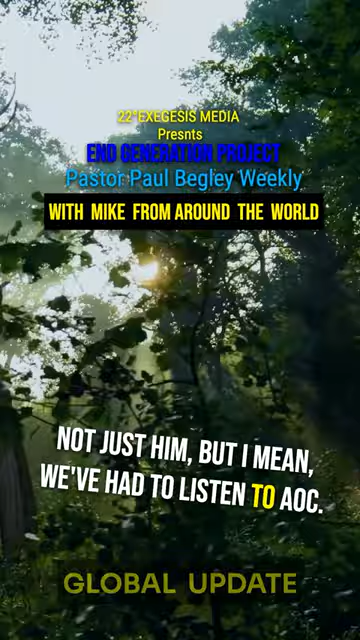 22°EXEGESIS MEDIA
Presnts
END GENERATION PROJECT
Pastor Paul Begley Weekly
WITH MIKE FROM AROUND THE WORLD
NOT JUST HIM, BUT I MEAN,
WE'VE HAD TO LISTEN TO AOC.
GLOBAL UPDATE